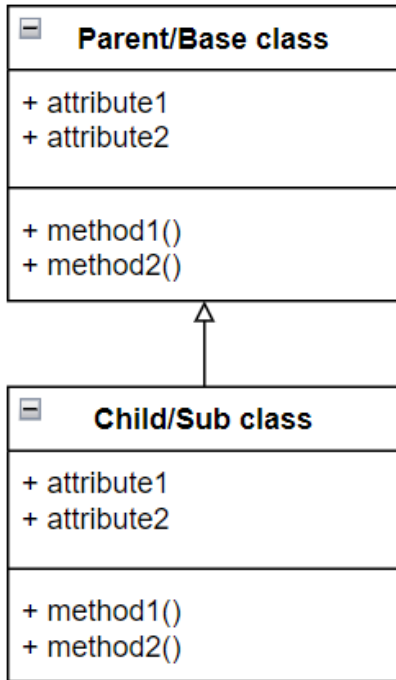 Parent/Base class
+ attribute1
+ attribute2
+ method1()
+ method2()
Child/Sub class
+ attribute1
+ attribute2
+ method1()
+ method2()